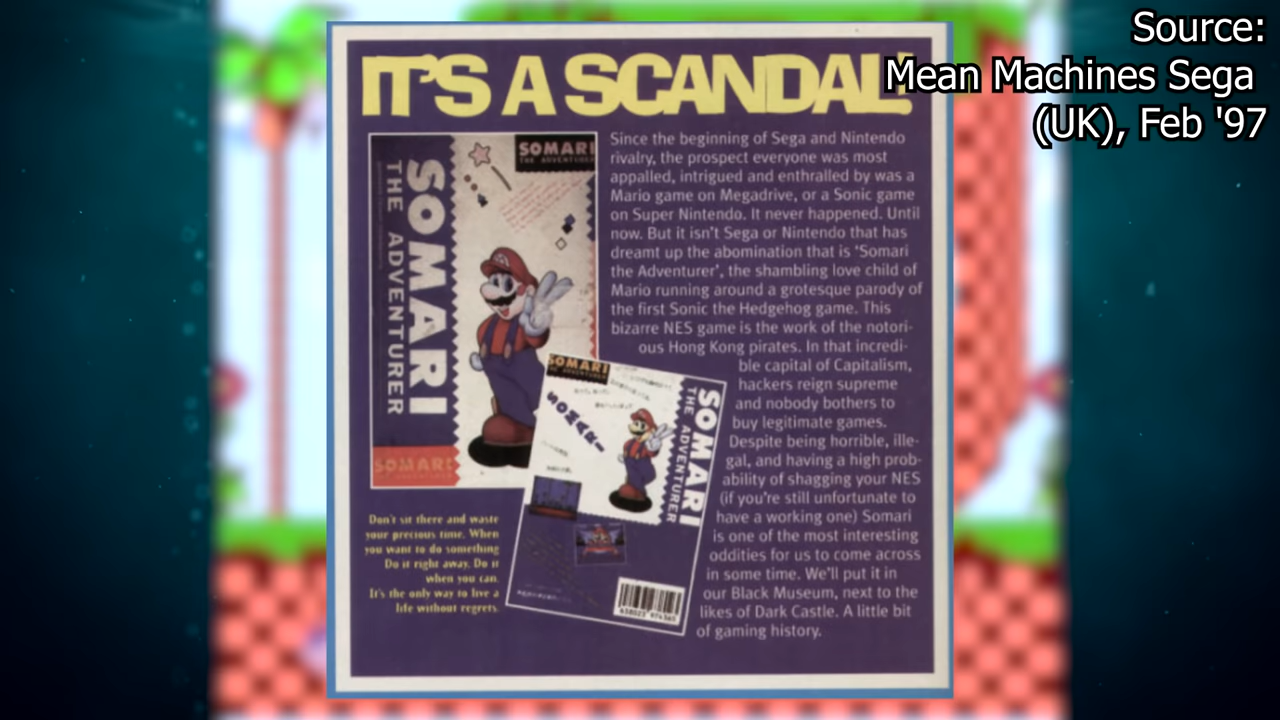 Source:
Mean Machines Sega
(UK), Feb '97
IT'S A SCANDAL!
SOMARI
THE ADVENTURER
SOMARI
THE ADVENTURER
SOMARI
SOMARI
THE ADVENTURER
SOMARI
SOMARI
THE ADVENTURER
Since the beginning of Sega and Nintendo
rivalry, the prospect everyone was most
appalled, intrigued and enthralled by was a
Mario game on Megadrive, or a Sonic game
on Super Nintendo. It never happened. Until
now. But it isn't Sega or Nintendo that has
dreamt up the abomination that is 'Somari
the Adventurer', the shambling love child of
Mario running around a grotesque parody of
the first Sonic the Hedgehog game. This
bizarre NES game is the work of the notori-
ous Hong Kong pirates. In that incredi-
ble capital of Capitalism,
hackers reign supreme
and nobody bothers to
buy legitimate games.
Despite being horrible, ille-
gal, and having a high prob-
ability of shagging your NES
(if you're still unfortunate to
have a working one) Somari
is one of the most interesting
oddities for us to come across
in some time. We'll put it in
our Black Museum, next to the
likes of Dark Castle. A little bit
of gaming history.
Don't sit there and waste
your precious time. When
you want to do something
Do it right away. Do it
when you can.
It's the only way to live a
life without regrets.